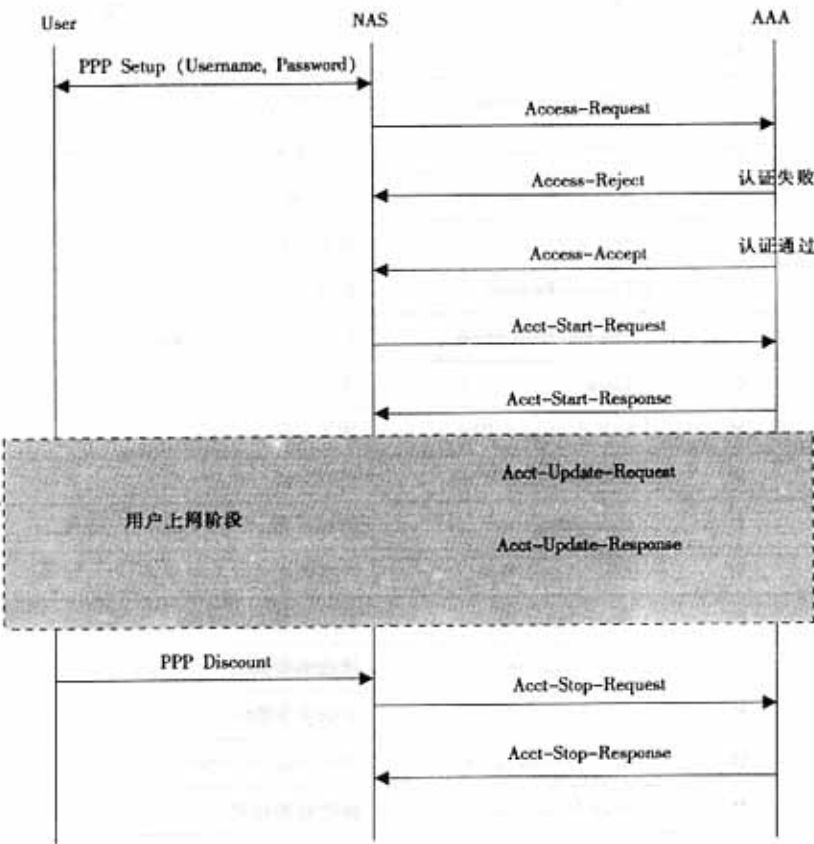 User NAS AAA
PPP Setup (Username, Password)
Access-Request
Access-Reject 认证失败
Access-Accept 认证通过
Acct-Start-Request
Acct-Start-Response
Acct-Update-Request
用户上网阶段
Acct-Update-Response
PPP Discount
Acct-Stop-Request
Acct-Stop-Response